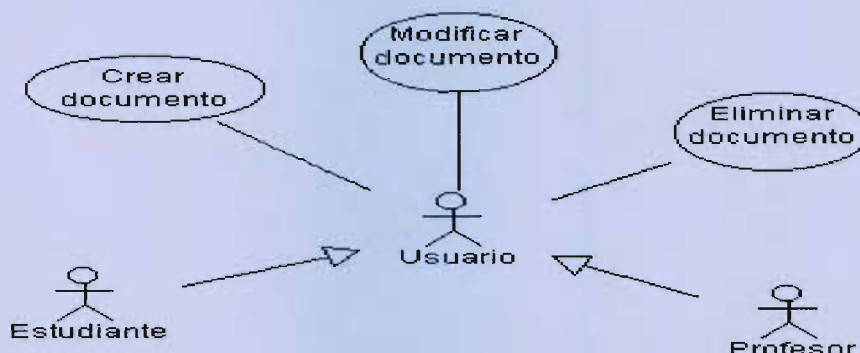 Modificar
documento
Crear
documento
Eliminar
documento
Usuario
Estudiante
Profesor